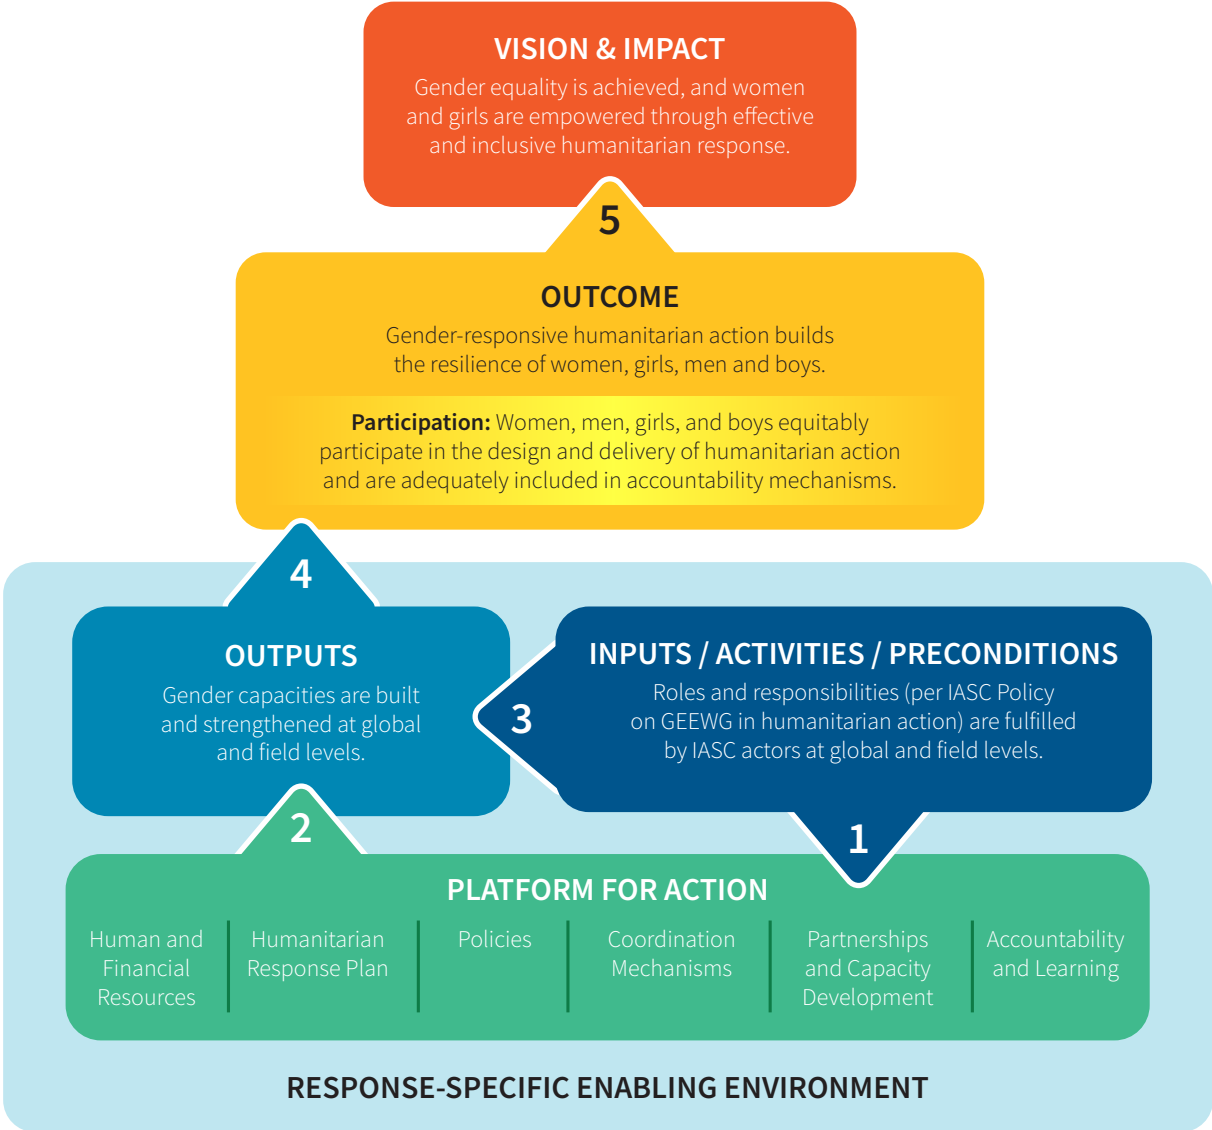 VISION & IMPACT
Gender equality is achieved, and women
and girls are empowered through effective
and inclusive humanitarian response.
5
OUTCOME
Gender-responsive humanitarian action builds
the resilience of women, girls, men and boys.
Participation: Women, men, girls, and boys equitably
participate in the design and delivery of humanitarian action
and are adequately included in accountability mechanisms.
4
OUTPUTS
Gender capacities are built
and strengthened at global
and field levels.
3
INPUTS / ACTIVITIES / PRECONDITIONS
Roles and responsibilities (per IASC Policy
on GEEWG in humanitarian action) are fulfilled
by IASC actors at global and field levels.
2
1
PLATFORM FOR ACTION
Human and
Financial
Resources
Humanitarian
Response Plan
Policies
Coordination
Mechanisms
Partnerships
and Capacity
Development
Accountability
and Learning
RESPONSE-SPECIFIC ENABLING ENVIRONMENT